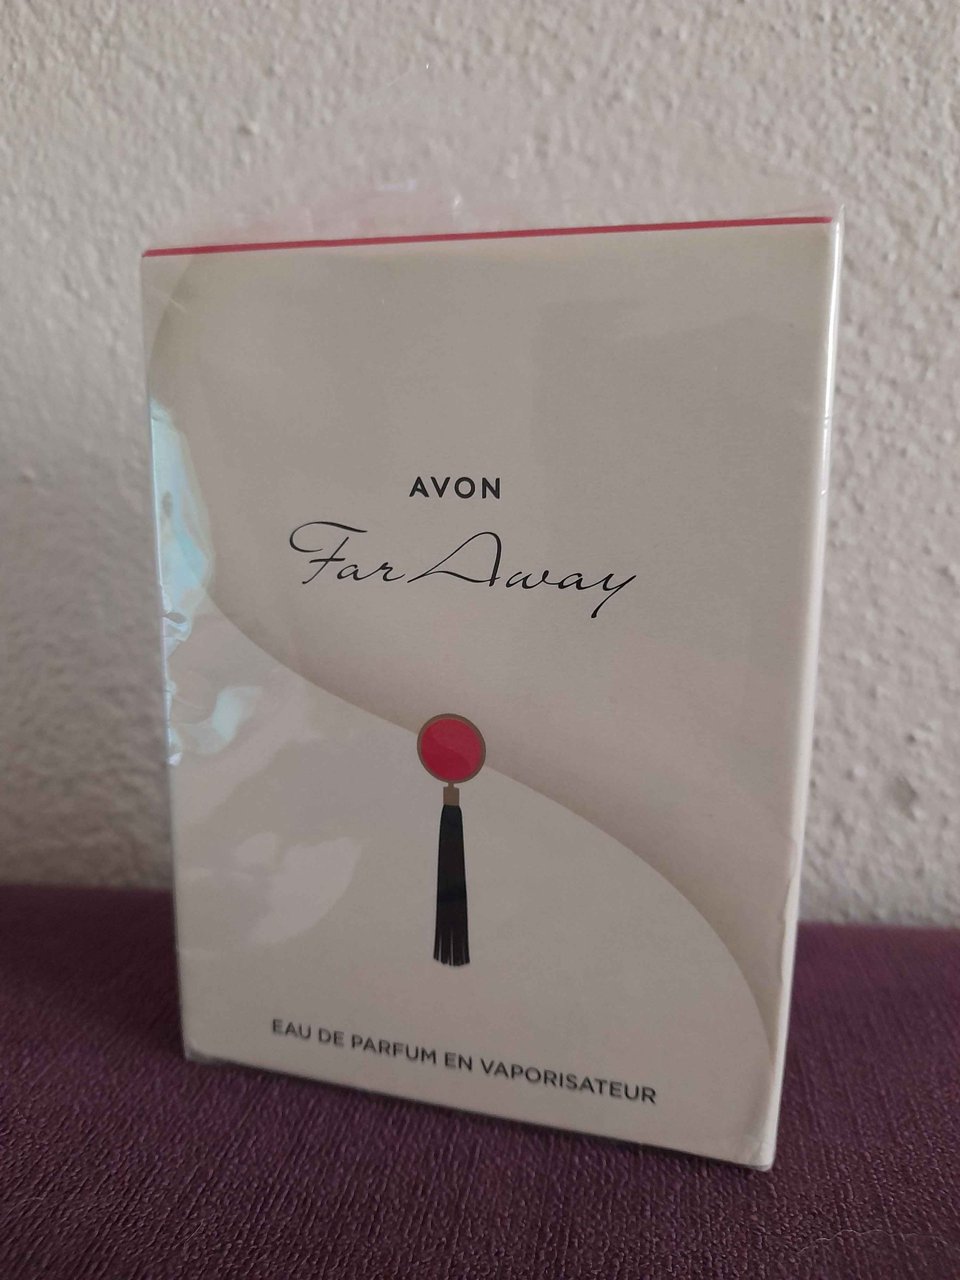 AVON
Far Away
EAU DE PARFUM EN VAPORISATEUR